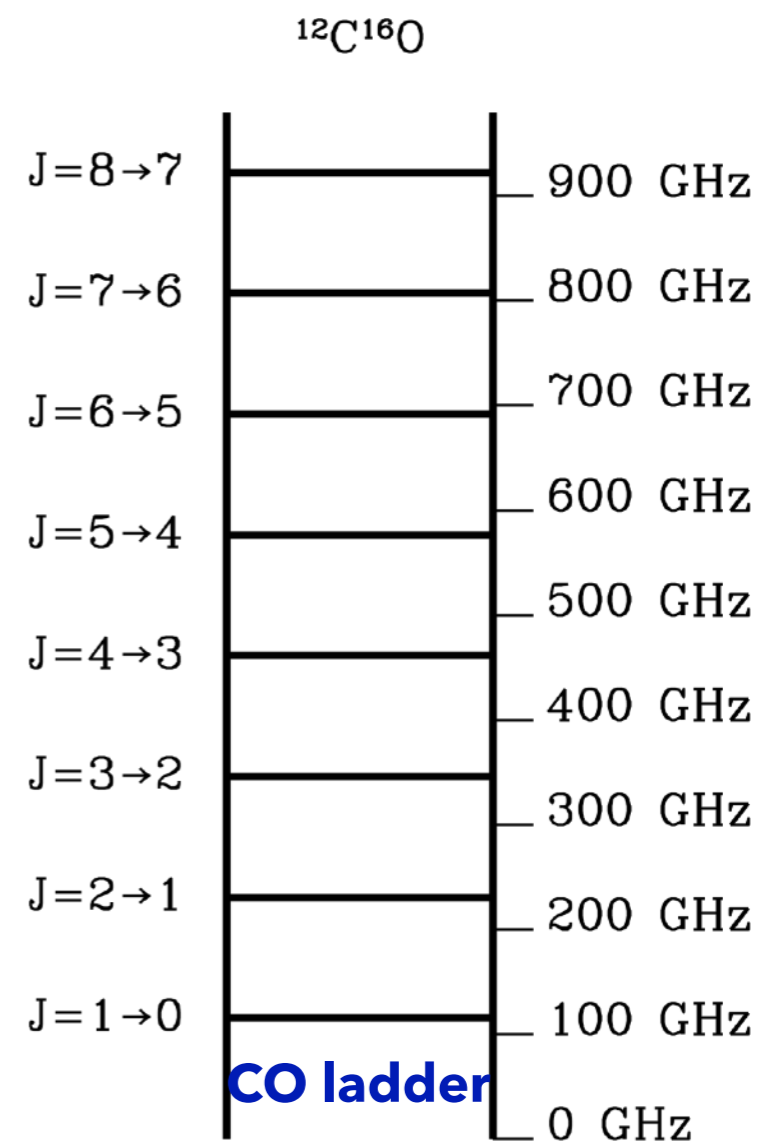 ¹²C¹⁶O
J=8→7
900 GHz
J=7→6
800 GHz
J=6→5
700 GHz
J=5→4
600 GHz
500 GHz
J=4→3
400 GHz
J=3→2
300 GHz
J=2→1
200 GHz
J=1→0
100 GHz
CO ladder
0 GHz